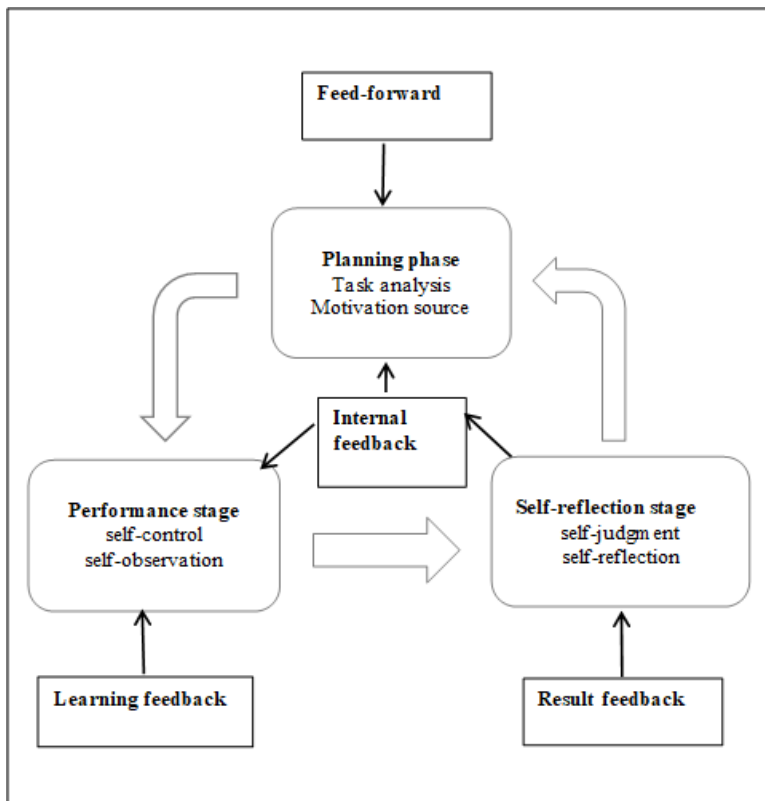 Feed-forward
Planning phase
Task analysis
Motivation source
Internal
feedback
Performance stage
self-control
self-observation
Self-reflection stage
self-judgment
self-reflection
Learning feedback
Result feedback